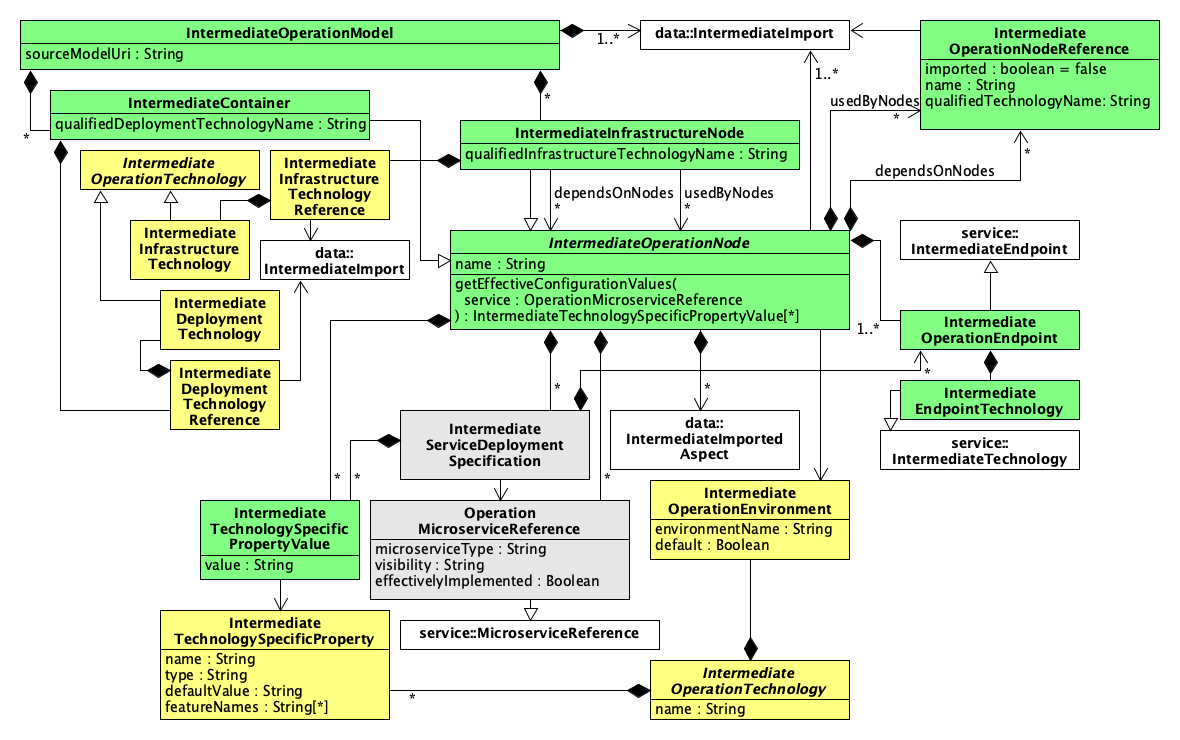 IntermediateOperationModel
sourceModelUri : String
1..*
data::IntermediateImport
Intermediate
OperationNodeReference
imported : boolean = false
name : String
qualifiedTechnologyName: String
*
*
1..*
usedByNodes
*
IntermediateContainer
qualifiedDeploymentTechnologyName : String
IntermediateInfrastructureNode
qualifiedInfrastructureTechnologyName : String
Intermediate
OperationTechnology
Intermediate
Infrastructure
Technology
Reference
dependsOnNodes
*
usedByNodes
*
dependsOnNodes
*
Intermediate
Infrastructure
Technology
data::
IntermediateImport
IntermediateOperationNode
name : String
getEffectiveConfigurationValues(
service : OperationMicroserviceReference
) : IntermediateTechnologySpecificPropertyValue[*]
service::
IntermediateEndpoint
Intermediate
Deployment
Technology
1..*
Intermediate
OperationEndpoint
Intermediate
Deployment
Technology
Reference
*
*
*
Intermediate
EndpointTechnology
Intermediate
ServiceDeployment
Specification
data::
IntermediateImported
Aspect
service::
IntermediateTechnology
*
*
*
Intermediate
TechnologySpecific
PropertyValue
value : String
Operation
MicroserviceReference
microserviceType : String
visibility : String
effectivelyImplemented : Boolean
Intermediate
OperationEnvironment
environmentName : String
default : Boolean
Intermediate
TechnologySpecificProperty
name : String
type : String
defaultValue : String
featureNames : String[*]
service::MicroserviceReference
*
Intermediate
OperationTechnology
name : String